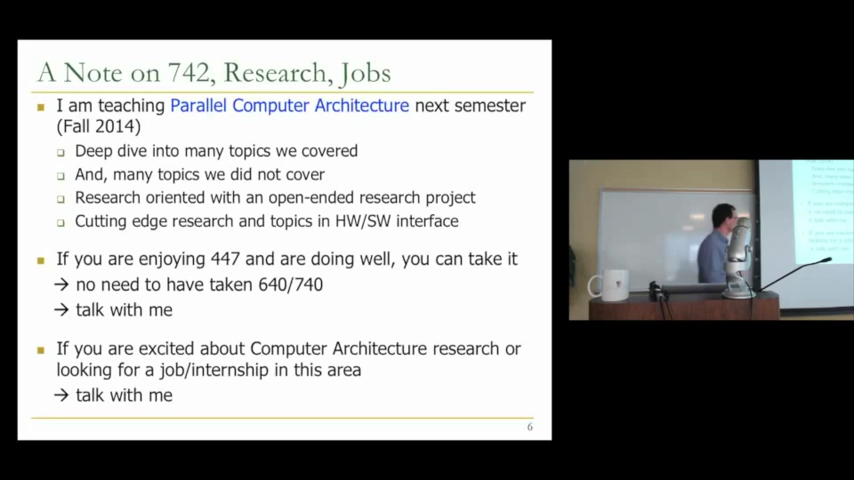 A Note on 742, Research, Jobs
I am teaching Parallel Computer Architecture next semester
(Fall 2014)
Deep dive into many topics we covered
And, many topics we did not cover
Research oriented with an open-ended research project
Cutting edge research and topics in HW/SW interface
If you are enjoying 447 and are doing well, you can take it
→ no need to have taken 640/740
→ talk with me
If you are excited about Computer Architecture research or
looking for a job/internship in this area
→ talk with me
6